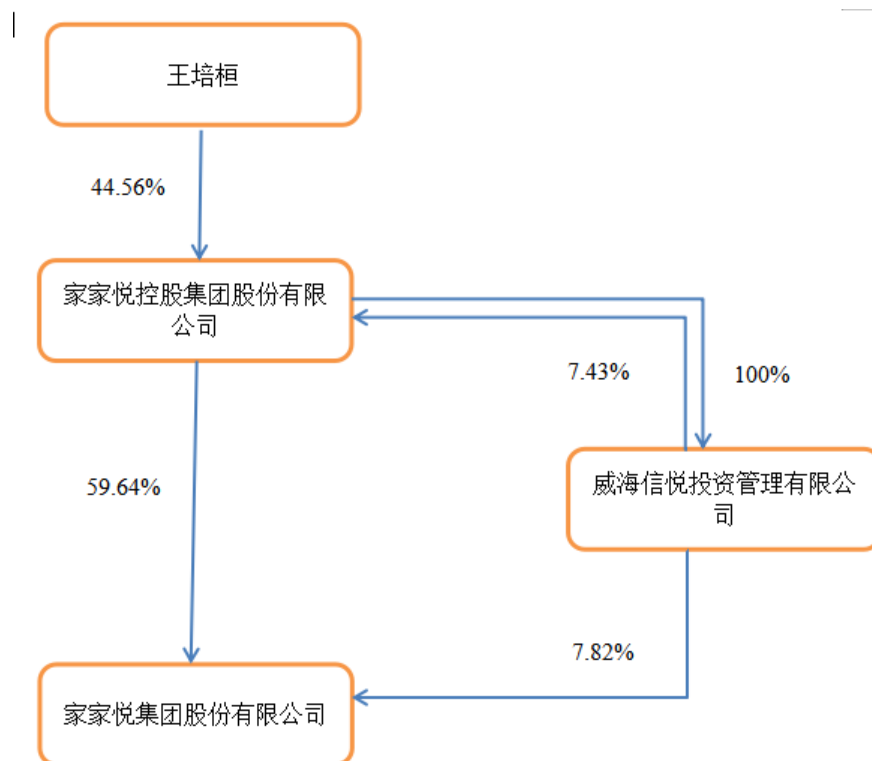 王培桓
44.56%
家家悦控股集团股份有限
公司
7.43%
100%
59.64%
威海信悦投资管理有限公
司
7.82%
家家悦集团股份有限公司